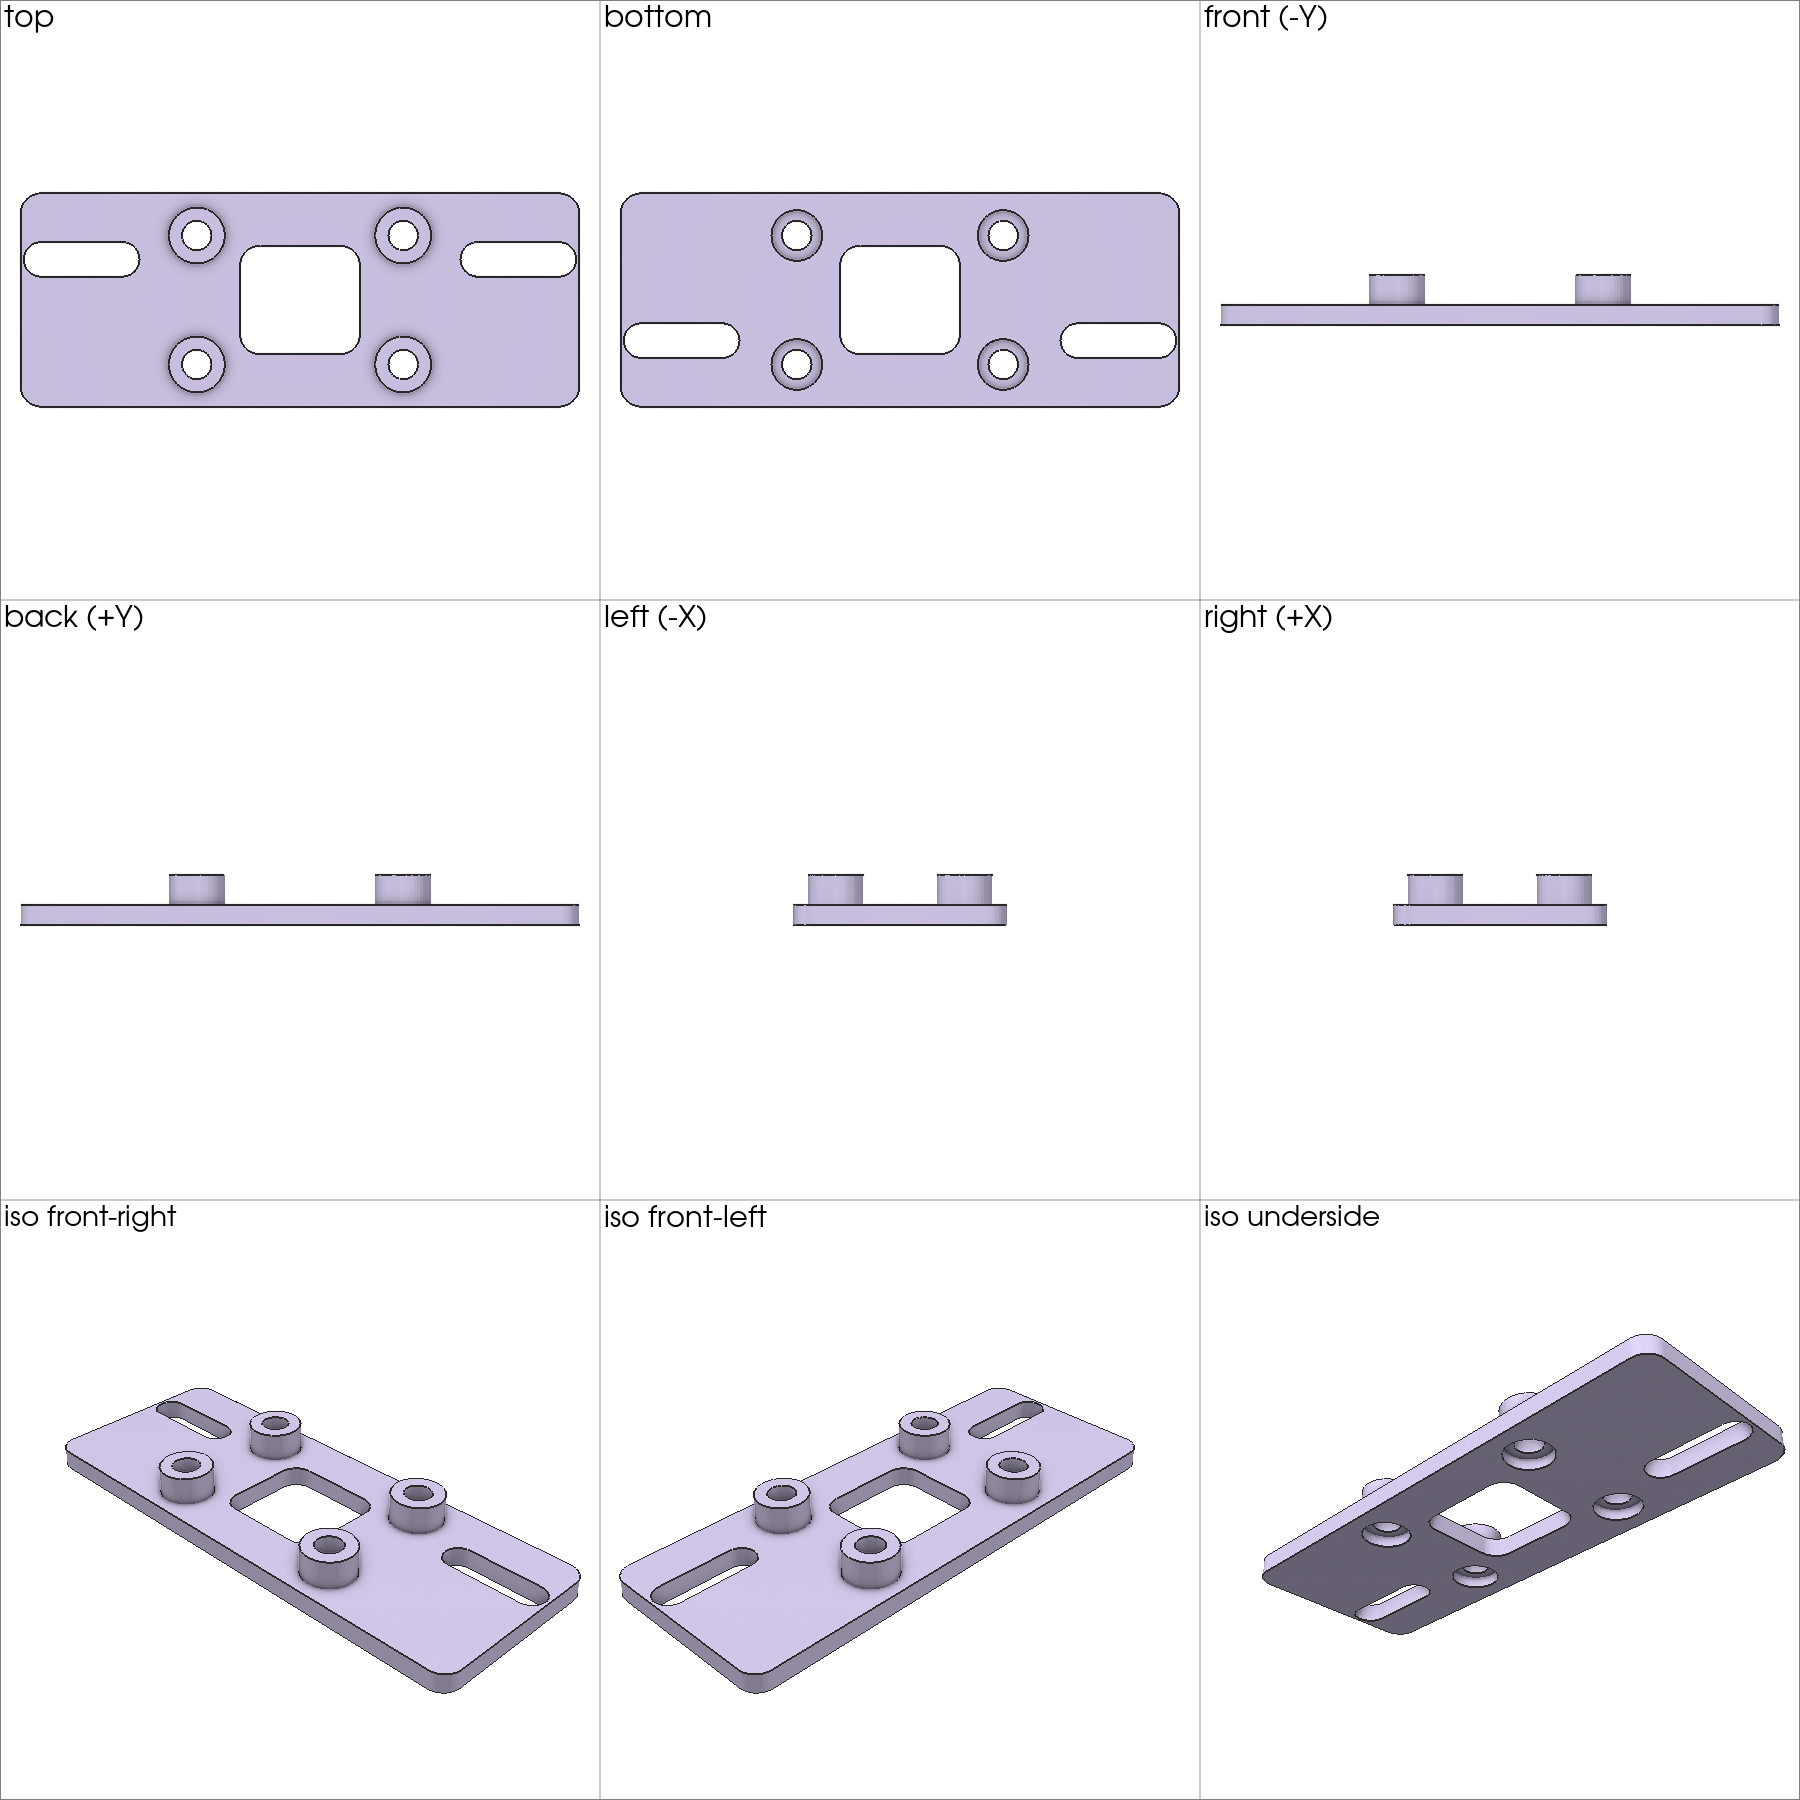 top
bottom
front (-Y)
back (+Y)
left (-X)
right (+X)
iso front-right
iso front-left
iso underside